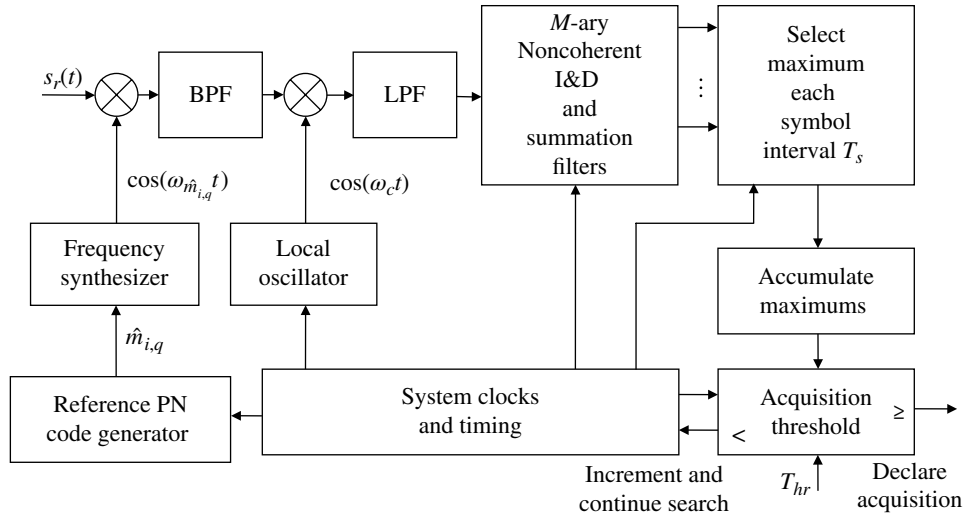 s_r(t)
BPF
LPF
M-ary
Noncoherent
I&D
and
summation
filters
⋮
Select
maximum
each
symbol
interval T_s
cos(ω_{m̂_{i,q}}t)
cos(ω_c t)
Frequency
synthesizer
Local
oscillator
Accumulate
maximums
m̂_{i,q}
Reference PN
code generator
System clocks
and timing
Acquisition
threshold
≥
<
Increment and
continue search
T_{hr}
Declare
acquisition